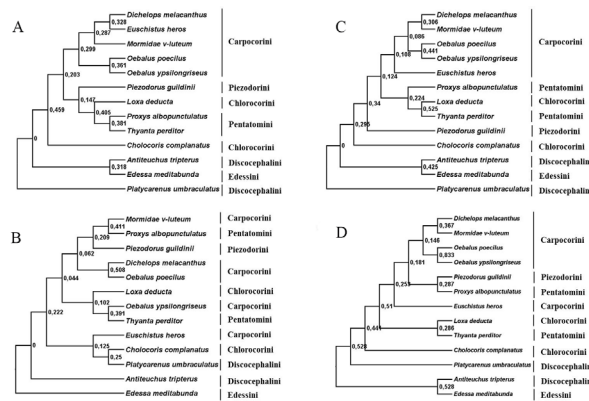 A
Dichelops melacanthus
0,328
Euschistus heros
0,287
Mormidae v-luteum
0,299
Oebalus poecilus
0,361
Oebalus ypsilongriseus
Carpocorini
0,203
Piezodorus guildinii
Piezodorini
0,147
Loxa deducta
Chlorocorini
0,459
0,405
Proxys albopunctulatus
0,381
Thyanta perditor
Pentatomini
0
Cholocoris complanatus
Chlorocorini
Antiteuchus tripterus
Discocephalini
0,318
Edessa meditabunda
Edessini
Platycarenus umbraculatus
Discocephalini
C
Dichelops melacanthus
0,306
Mormidae v-luteum
0,086
Oebalus poecilus
0,441
0,108
Oebalus ypsilongriseus
Carpocorini
0,124
Euschistus heros
Proxys albopunctulatus
Pentatomini
0,34
0,224
Loxa deducta
Chlorocorini
0,525
Thyanta perditor
Pentatomini
0,295
Piezodorus guildinii
Piezodorini
0
Cholocoris complanatus
Chlorocorini
Antiteuchus tripterus
Discocephalini
0,425
Edessa meditabunda
Edessini
Platycarenus umbraculatus
Discocephalini
B
Mormidae v-luteum
Carpocorini
0,411
Proxys albopunctulatus
Pentatomini
0,209
Piezodorus guildinii
Piezodorini
0,062
Dichelops melacanthus
0,508
Oebalus poecilus
Carpocorini
0,044
Loxa deducta
Chlorocorini
0,102
Oebalus ypsilongriseus
Carpocorini
0,222
0,391
Thyanta perditor
Pentatomini
Euschistus heros
Carpocorini
0,125
Cholocoris complanatus
Chlorocorini
0
0,25
Platycarenus umbraculatus
Discocephalini
Antiteuchus tripterus
Discocephalini
Edessa meditabunda
Edessini
D
Dichelops melacanthus
0,367
Mormidae v-luteum
0,146
Oebalus poecilus
0,833
Oebalus ypsilongriseus
Carpocorini
0,181
Piezodorus guildinii
Piezodorini
0,287
Proxys albopunctulatus
Pentatomini
0,51
Euschistus heros
Carpocorini
Loxa deducta
Chlorocorini
0,286
Thyanta perditor
Pentatomini
Cholocoris complanatus
Chlorocorini
Platycarenus umbraculatus
Discocephalini
Antiteuchus tripterus
Discocephalini
0,528
Edessa meditabunda
Edessini